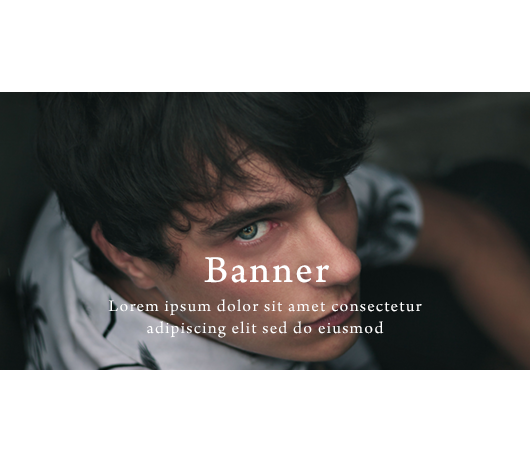 Banner
Lorem ipsum dolor sit amet consectetur
adipiscing elit sed do eiusmod